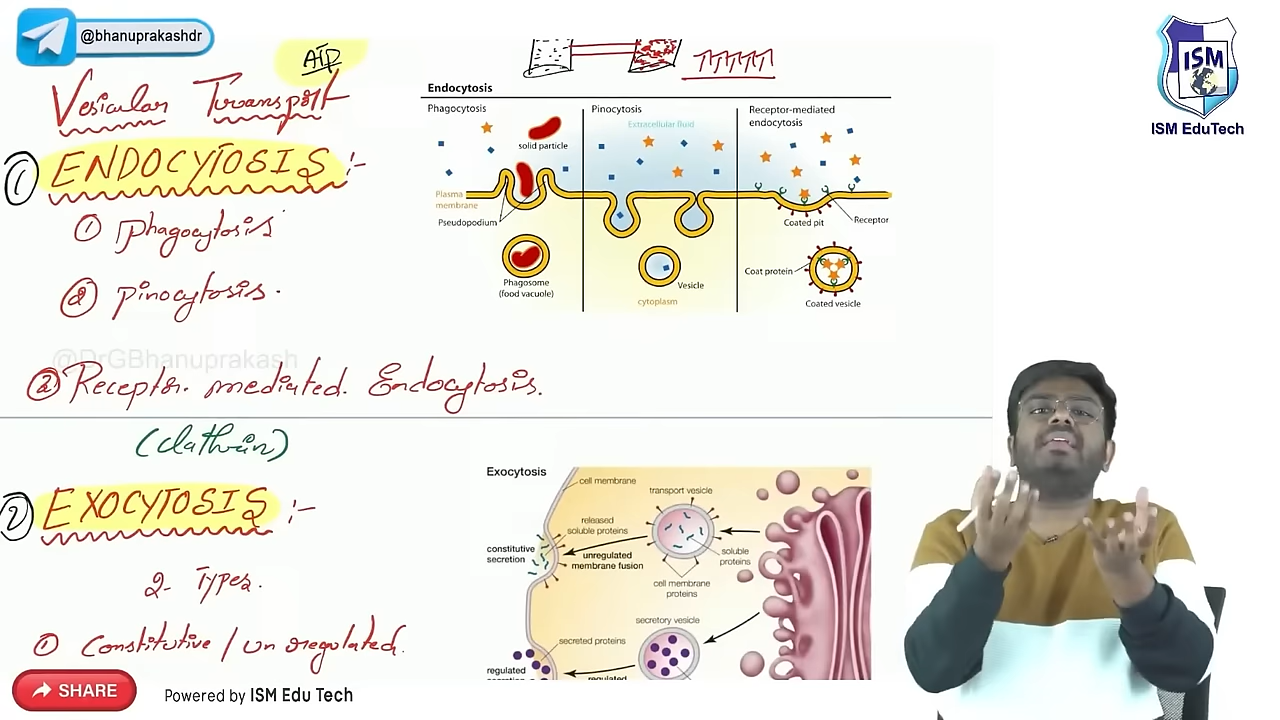 @bhanuprakashdr
ATP
Vesicular Transport
① ENDOCYTOSIS :-
① phagocytosis
② pinocytosis.
@DrGBhanuprakash
③ Receptor mediated. Endocytosis.
(clathrin)
② EXOCYTOSIS :-
2- Types.
① Constitutive / un regulated.
SHARE
Powered by ISM Edu Tech
Endocytosis
Phagocytosis
solid particle
Plasma
membrane
Pseudopodium
Phagosome
(food vacuole)
Pinocytosis
Extracellular fluid
Vesicle
cytoplasm
Receptor-mediated
endocytosis
Coated pit
Receptor
Coat protein
Coated vesicle
Exocytosis
cell membrane
transport vesicle
released
soluble proteins
constitutive
secretion
unregulated
membrane fusion
soluble
proteins
cell membrane
proteins
secretory vesicle
secreted proteins
regulated
regulated
ISM
ISM EduTech